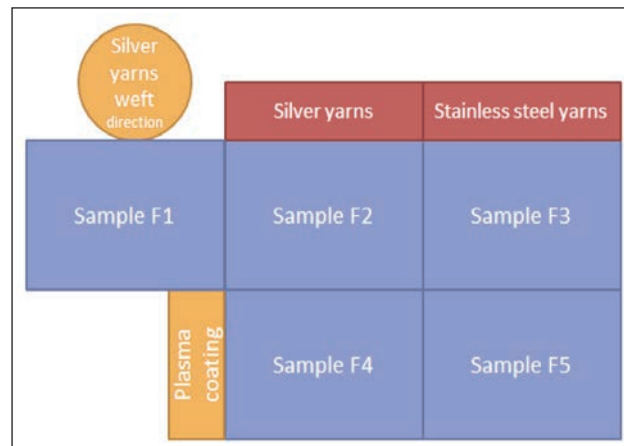 Silver
yarns
weft
direction
Silver yarns
Stainless steel yarns
Sample F1
Sample F2
Sample F3
Plasma
coating
Sample F4
Sample F5